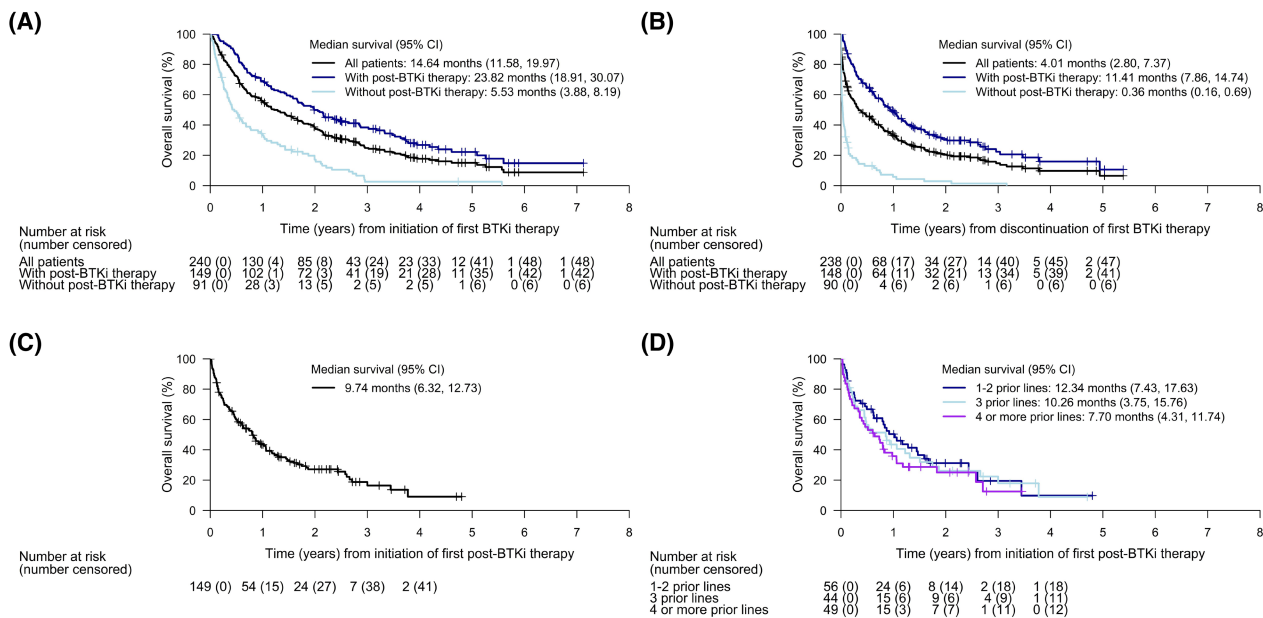 (A)
Overall survival (%)
100
80
60
40
20
0
Median survival (95% CI)
All patients: 14.64 months (11.58, 19.97)
With post-BTKi therapy: 23.82 months (18.91, 30.07)
Without post-BTKi therapy: 5.53 months (3.88, 8.19)
0 1 2 3 4 5 6 7 8
Time (years) from initiation of first BTKi therapy
Number at risk
(number censored)
All patients 240 (0) 130 (4) 85 (8) 43 (24) 23 (33) 12 (41) 1 (48) 1 (48)
With post-BTKi therapy 149 (0) 102 (1) 72 (3) 41 (19) 21 (28) 11 (35) 1 (42) 1 (42)
Without post-BTKi therapy 91 (0) 28 (3) 13 (5) 2 (5) 2 (5) 1 (6) 0 (6) 0 (6)
(B)
Overall survival (%)
100
80
60
40
20
0
Median survival (95% CI)
All patients: 4.01 months (2.80, 7.37)
With post-BTKi therapy: 11.41 months (7.86, 14.74)
Without post-BTKi therapy: 0.36 months (0.16, 0.69)
0 1 2 3 4 5 6 7 8
Time (years) from discontinuation of first BTKi therapy
Number at risk
(number censored)
All patients 238 (0) 68 (17) 34 (27) 14 (40) 5 (45) 2 (47)
With post-BTKi therapy 148 (0) 64 (11) 32 (21) 13 (34) 5 (39) 2 (41)
Without post-BTKi therapy 90 (0) 4 (6) 2 (6) 1 (6) 0 (6) 0 (6)
(C)
Overall survival (%)
100
80
60
40
20
0
Median survival (95% CI)
9.74 months (6.32, 12.73)
0 1 2 3 4 5 6 7 8
Time (years) from initiation of first post-BTKi therapy
Number at risk
(number censored)
149 (0) 54 (15) 24 (27) 7 (38) 2 (41)
(D)
Overall survival (%)
100
80
60
40
20
0
Median survival (95% CI)
1-2 prior lines: 12.34 months (7.43, 17.63)
3 prior lines: 10.26 months (3.75, 15.76)
4 or more prior lines: 7.70 months (4.31, 11.74)
0 1 2 3 4 5 6 7 8
Time (years) from initiation of first post-BTKi therapy
Number at risk
(number censored)
1-2 prior lines 56 (0) 24 (6) 8 (14) 2 (18) 1 (18)
3 prior lines 44 (0) 15 (6) 9 (6) 4 (9) 1 (11)
4 or more prior lines 49 (0) 15 (3) 7 (7) 1 (11) 0 (12)